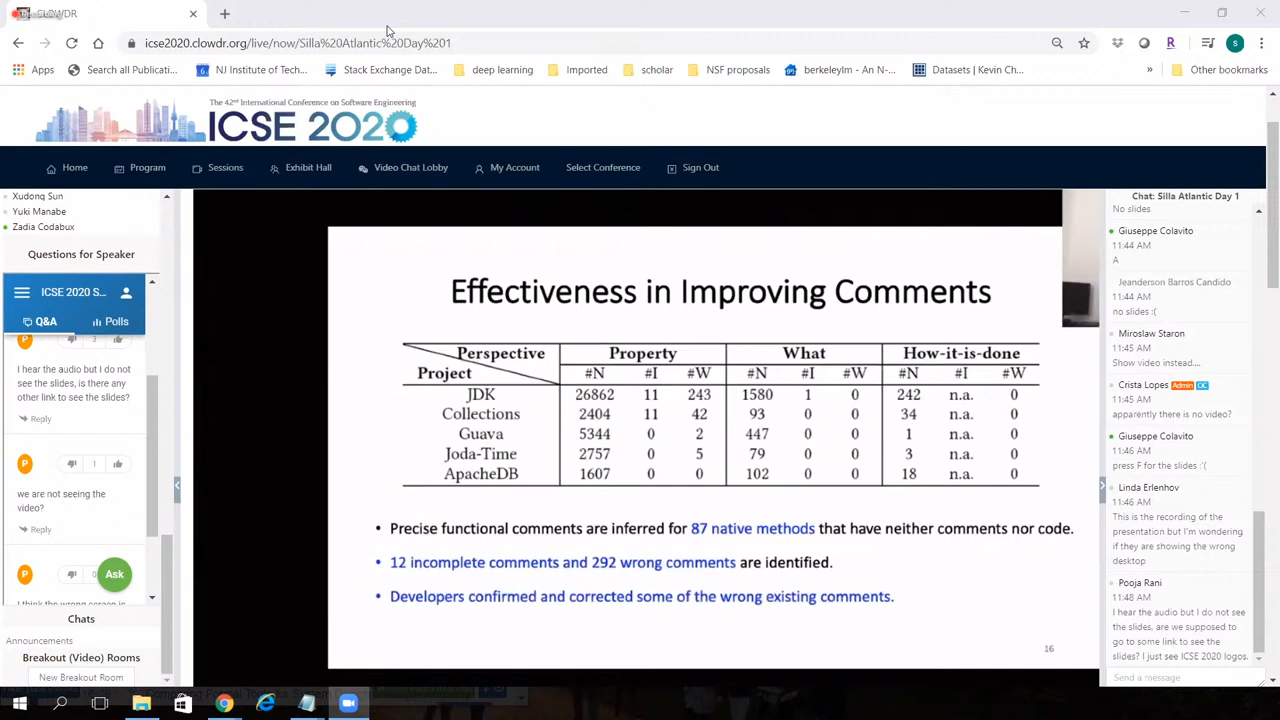 CLOWDR
icse2020.clowdr.org/live/now/Silla%20Atlantic%20Day%201
Apps Search all Publicati... NJ Institute of Tech... Stack Exchange Dat... deep learning Imported scholar NSF proposals berkeleylm - An N-... Datasets (Kevin Ch... » Other bookmarks
The 42nd International Conference on Software Engineering
ICSE 2020
Home Program Sessions Exhibit Hall Video Chat Lobby My Account Select Conference Sign Out
Xudong Sun
Yuki Manabe
Zadia Codabux
Questions for Speaker
ICSE 2020 S...
Q&A Polls
3
I hear the audio but I do not
see the slides, is there any
other link to see the slides?
Reply
1
we are not seeing the
video?
Reply
0
Ask
I think the wrong screen is
Chats
Announcements
Breakout (Video) Rooms
New Breakout Room
Effectiveness in Improving Comments
Perspective Property What How-it-is-done
Project #N #I #W #N #I #W #N #I #W
JDK 26862 11 243 1580 1 0 242 n.a. 0
Collections 2404 11 42 93 0 0 34 n.a. 0
Guava 5344 0 2 447 0 0 1 n.a. 0
Joda-Time 2757 0 5 79 0 0 3 n.a. 0
ApacheDB 1607 0 0 102 0 0 18 n.a. 0
• Precise functional comments are inferred for 87 native methods that have neither comments nor code.
• 12 incomplete comments and 292 wrong comments are identified.
• Developers confirmed and corrected some of the wrong existing comments.
16
Chat: Silla Atlantic Day 1
No slides
Giuseppe Colavito
11:44 AM
A
Jeanderson Barros Candido
11:44 AM
no slides :(
Miroslaw Staron
11:45 AM
Show video instead....
Crista Lopes Admin OC
11:45 AM
apparently there is no video?
Giuseppe Colavito
11:46 AM
press F for the slides :'(
Linda Erlenhov
11:46 AM
This is the recording of the
presentation but I'm wondering
if they are showing the wrong
desktop
Pooja Rani
11:48 AM
I hear the audio but I do not see
the slides, are we supposed to
go to some link to see the
slides? I just see ICSE 2020 logos.
Send a message